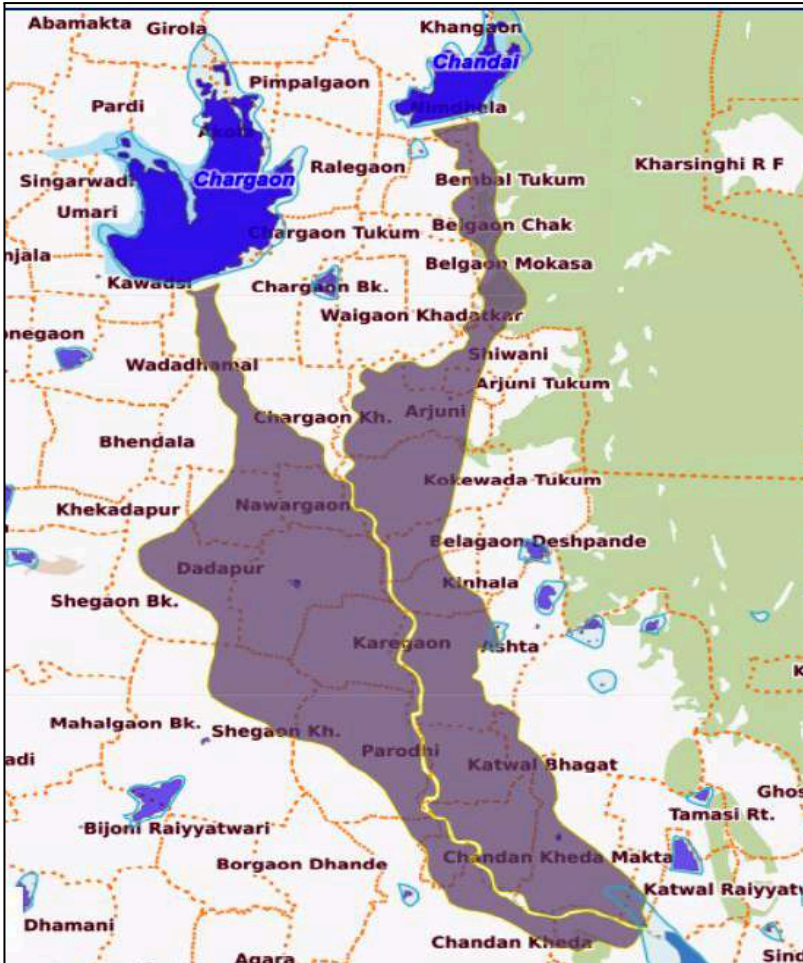 Abamakta
Girola
Khangaon
Chandai
Pimpalgaon
Pardi
Nimdhela
Akola
Ralegaon
Kharsinghi R F
Singarwadi
Chargaon
Bembal Tukum
Umari
Belgaon Chak
Chargaon Tukum
njala
Belgaon Mokasa
Kawadsi
Chargaon Bk.
Waigaon Khadatkar
onegaon
Shiwani
Wadadhamal
Arjuni Tukum
Chargaon Kh.
Arjuni
Bhendala
Kokewada Tukum
Khekadapur
Nawargaon
Belagaon Deshpande
Dadapur
Kinhala
Shegaon Bk.
Karegaon
Ashta
K
Mahalgaon Bk.
Shegaon Kh.
Parodhi
adi
Katwal Bhagat
Ghos
Tamasi Rt.
Bijoni Raiyyatwari
Borgaon Dhande
Chandan Kheda Makta
Katwal Raiyyatw
Dhamani
Chandan Kheda
Agara
Sind